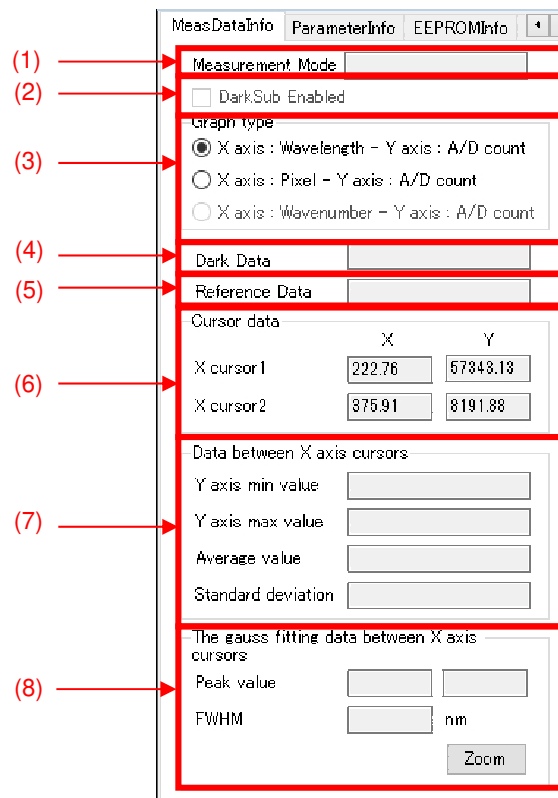 MeasDataInfo ParameterInfo EEPROMInfo
(1) Measurement Mode
(2) DarkSub Enabled
Graph type
(3) X axis : Wavelength - Y axis : A/D count
X axis : Pixel - Y axis : A/D count
X axis : Wavenumber - Y axis : A/D count
(4) Dark Data
(5) Reference Data
Cursor data
X Y
X cursor1 222.76 57343.13
(6)
X cursor2 375.91 8191.88
Data between X axis cursors
Y axis min value
(7) Y axis max value
Average value
Standard deviation
The gauss fitting data between X axis
cursors
(8) Peak value
FWHM nm
Zoom